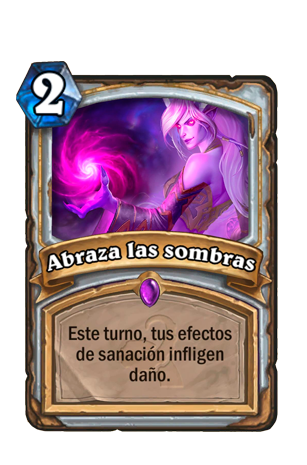 2
Abraza las sombras
Este turno, tus efectos
de sanación infligen
daño.